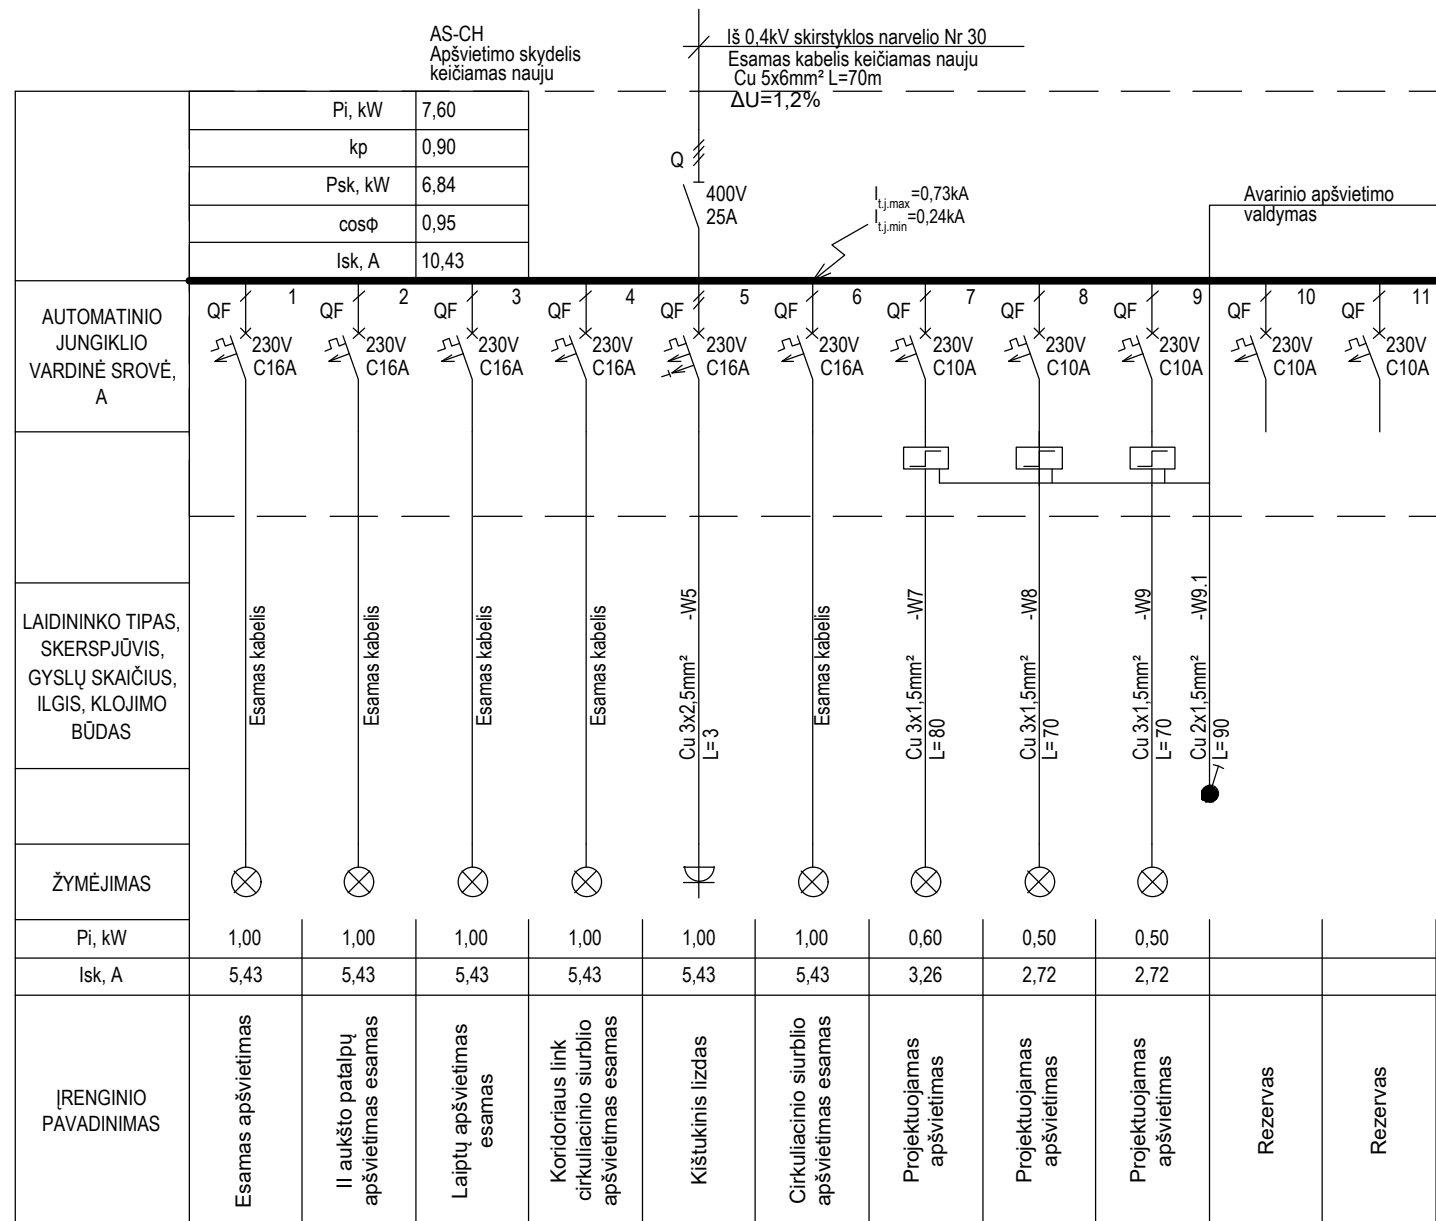 AS-CH
Apšvietimo skydelis
keičiamas nauju
Iš 0,4kV skirstyklos narvelio Nr 30
Esamas kabelis keičiamas nauju
Cu 5x6mm² L=70m
ΔU=1,2%
Pi, kW 7,60
kp 0,90
Psk, kW 6,84
cosΦ 0,95
Isk, A 10,43
Q
400V
25A
I t.j.max =0,73kA
I t.j.min =0,24kA
Avarinio apšvietimo
valdymas
AUTOMATINIO
JUNGIKLIO
VARDINĖ SROVĖ,
A
1 2 3 4 5 6 7 8 9 10 11
QF QF QF QF QF QF QF QF QF QF QF
230V 230V 230V 230V 230V 230V 230V 230V 230V 230V 230V
C16A C16A C16A C16A C16A C16A C10A C10A C10A C10A C10A
LAIDININKO TIPAS,
SKERSPJŪVIS,
GYSLŲ SKAIČIUS,
ILGIS, KLOJIMO
BŪDAS
Esamas kabelis
Esamas kabelis
Esamas kabelis
Esamas kabelis
Cu 3x2,5mm² -W5
L= 3
Esamas kabelis
Cu 3x1,5mm² -W7
L= 80
Cu 3x1,5mm² -W8
L= 70
Cu 3x1,5mm² -W9
L= 70
Cu 2x1,5mm² -W9.1
L= 90
ŽYMĖJIMAS
Pi, kW 1,00 1,00 1,00 1,00 1,00 1,00 0,60 0,50 0,50
Isk, A 5,43 5,43 5,43 5,43 5,43 5,43 3,26 2,72 2,72
ĮRENGINIO
PAVADINIMAS
Esamas apšvietimas
II aukšto patalpų
apšvietimas esamas
Laiptų apšvietimas
esamas
Koridoriaus link
cirkuliacinio siurblio
apšvietimas esamas
Kištukinis lizdas
Cirkuliacinio siurblio
apšvietimas esamas
Projektuojamas
apšvietimas
Projektuojamas
apšvietimas
Projektuojamas
apšvietimas
Rezervas
Rezervas